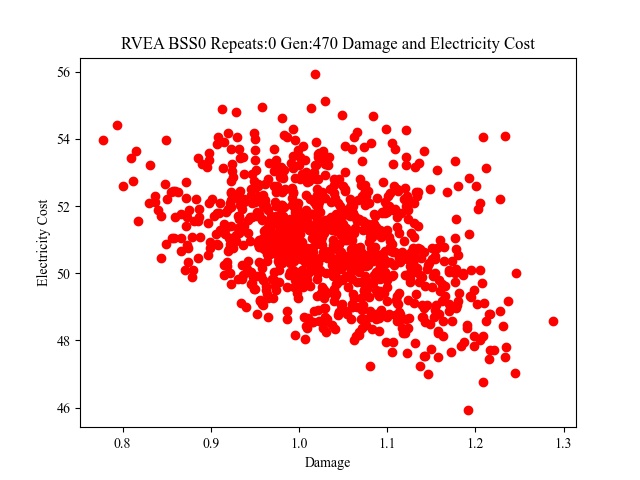 RVEA BSS0 Repeats:0 Gen:470 Damage and Electricity Cost
56
54
52
50
48
46
Electricity Cost
0.8 0.9 1.0 1.1 1.2 1.3
Damage